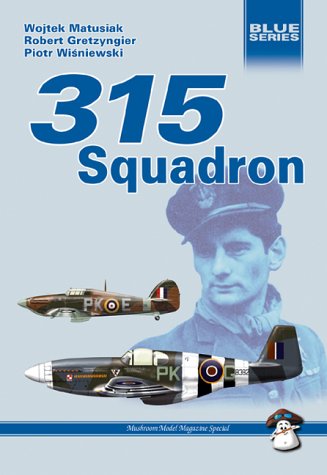 Wojtek Matusiak
Robert Gretzyngier
Piotr Wiśniewski
BLUE
SERIES
315
Squadron
PK E
PK G
Mushroom Model Magazine Special